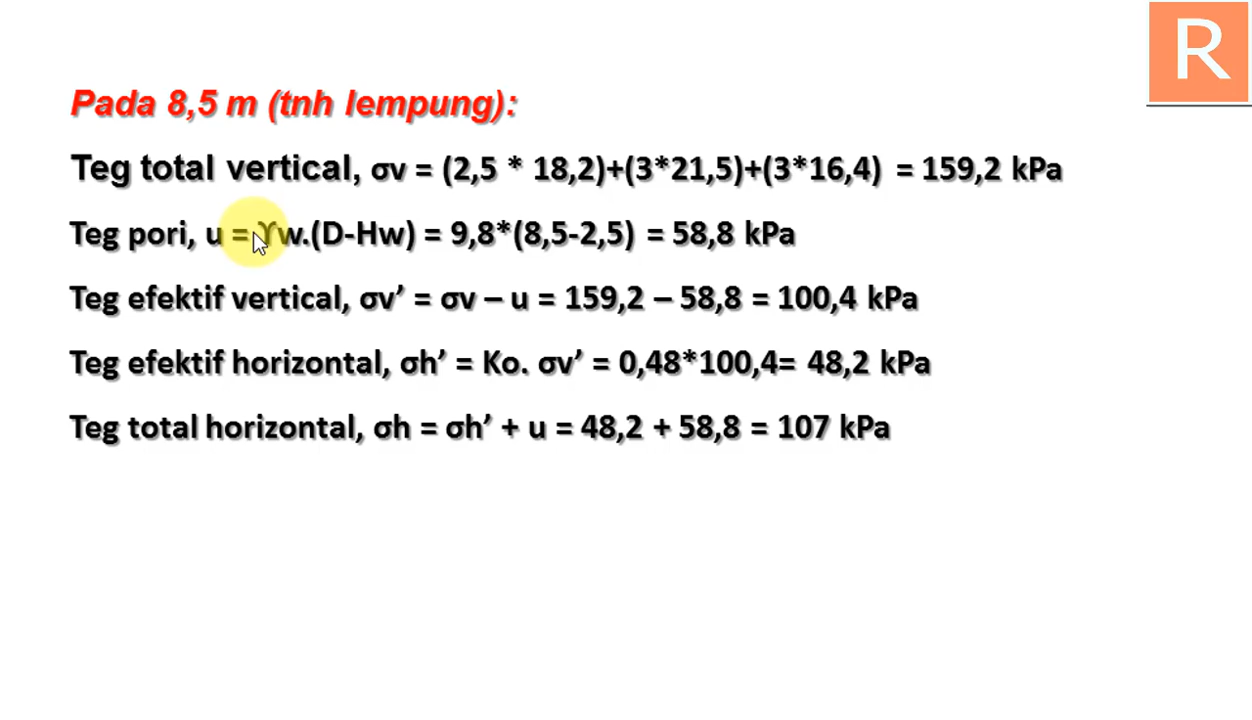 R
Pada 8,5 m (tnh lempung):
Teg total vertical, σv = (2,5 * 18,2)+(3*21,5)+(3*16,4) = 159,2 kPa
Teg pori, u = ϒw.(D-Hw) = 9,8*(8,5-2,5) = 58,8 kPa
Teg efektif vertical, σv’ = σv – u = 159,2 – 58,8 = 100,4 kPa
Teg efektif horizontal, σh’ = Ko. σv’ = 0,48*100,4= 48,2 kPa
Teg total horizontal, σh = σh’ + u = 48,2 + 58,8 = 107 kPa